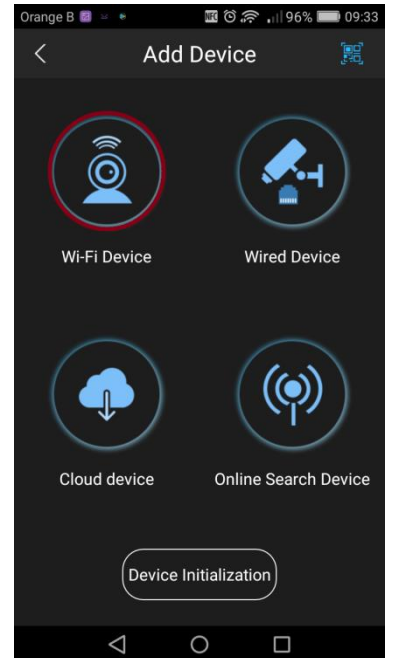 Orange B 96% 09:33
Add Device
Wi-Fi Device Wired Device
Cloud device Online Search Device
Device Initialization